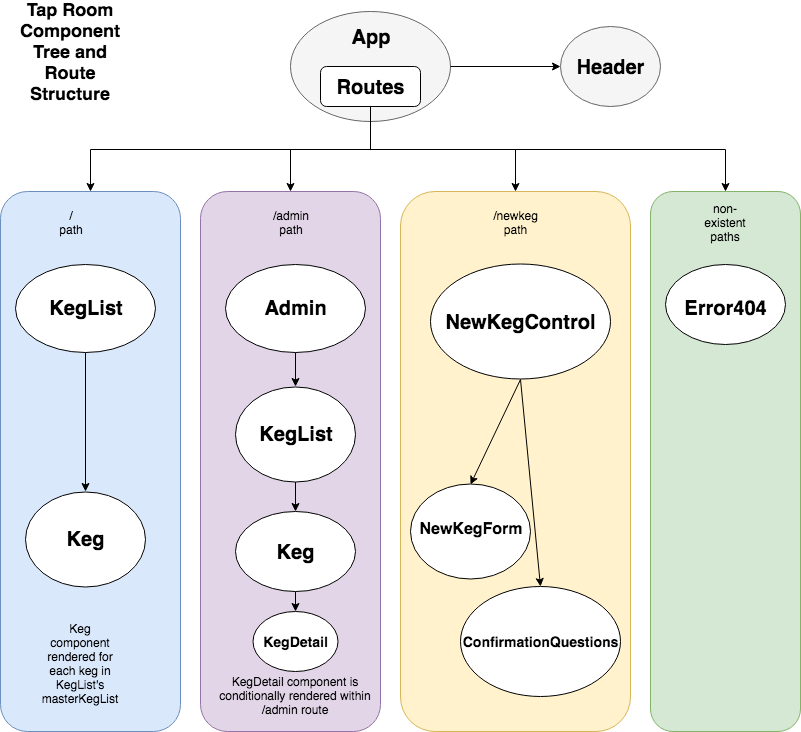 Tap Room
Component
Tree and
Route
Structure
App
Routes
Header
/
path
/admin
path
/newkeg
path
non-
existent
paths
KegList
Admin
NewKegControl
Error404
KegList
Keg
Keg
NewKegForm
KegDetail
ConfirmationQuestions
Keg
component
rendered for
each keg in
KegList's
masterKegList
KegDetail component is
conditionally rendered within
/admin route